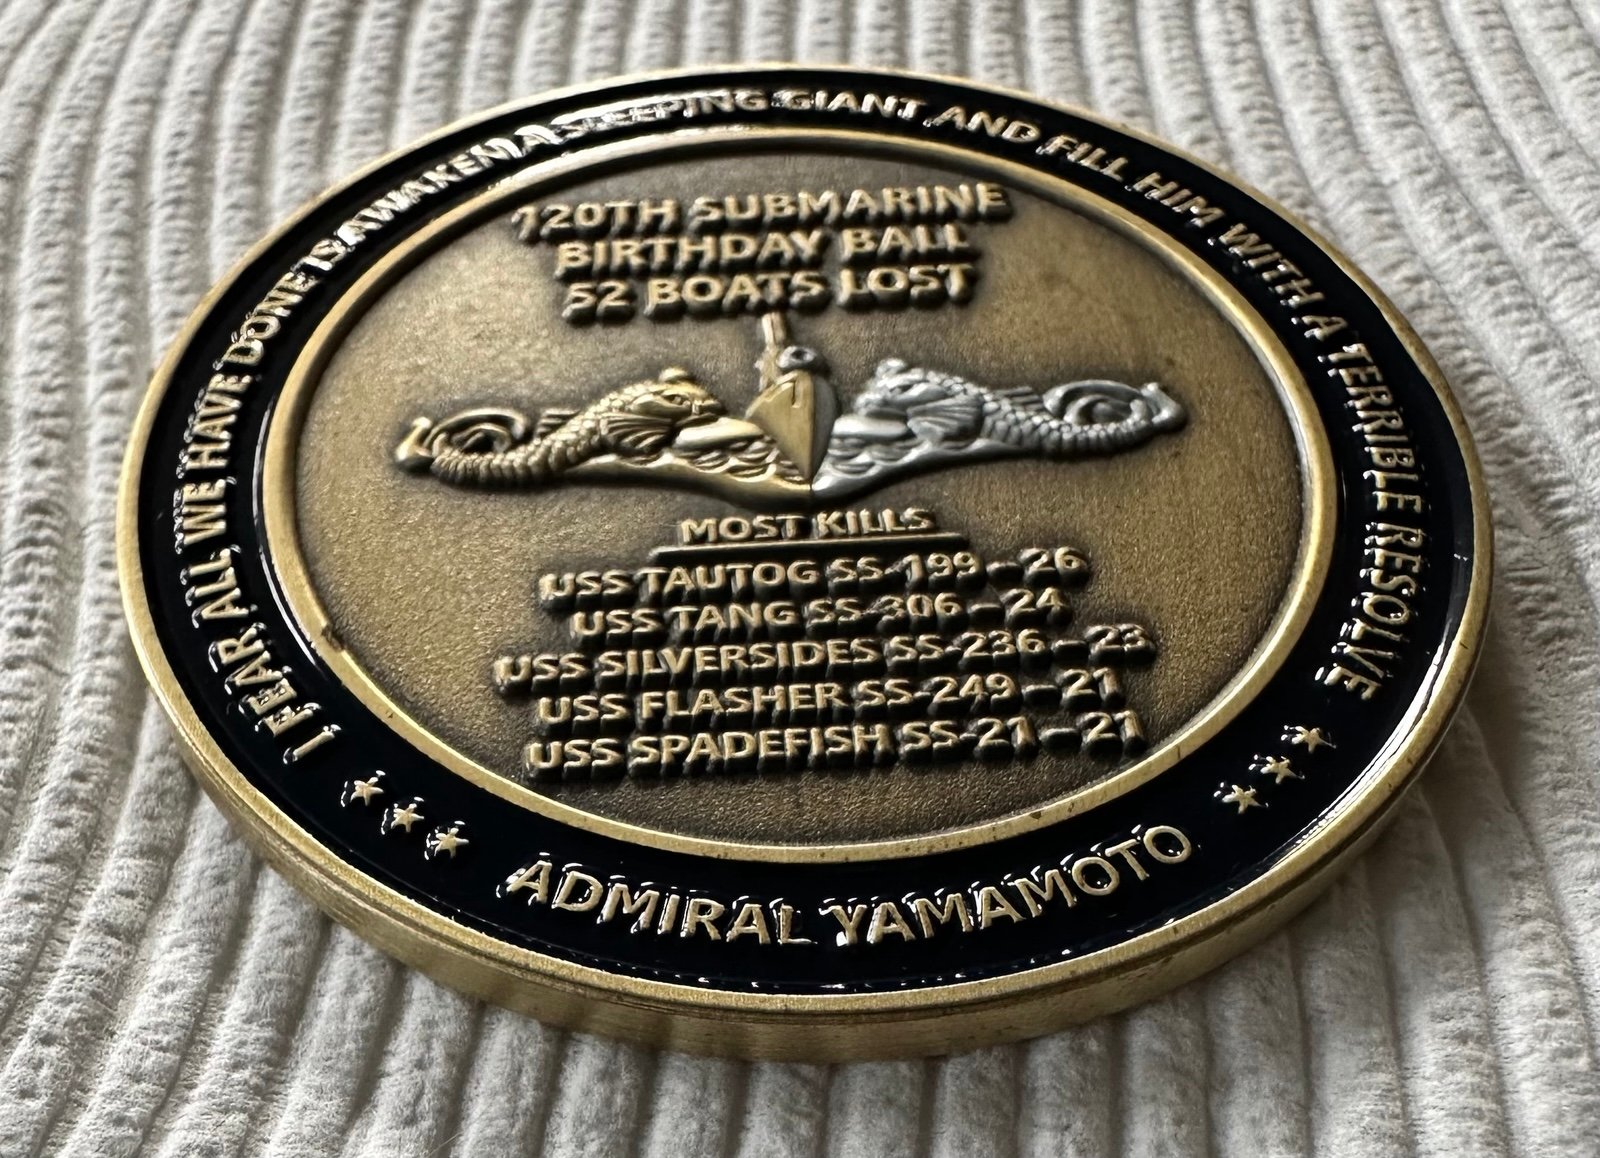 I FEAR ALL WE HAVE DONE IS AWAKEN A SLEEPING GIANT AND FILL HIM WITH A TERRIBLE RESOLVE
120TH SUBMARINE
BIRTHDAY BALL
52 BOATS LOST
MOST KILLS
USS TAUTOG SS-199 – 26
USS TANG SS-306 – 24
USS SILVERSIDES SS-236 – 23
USS FLASHER SS-249 – 21
USS SPADEFISH SS-21 – 21
ADMIRAL YAMAMOTO